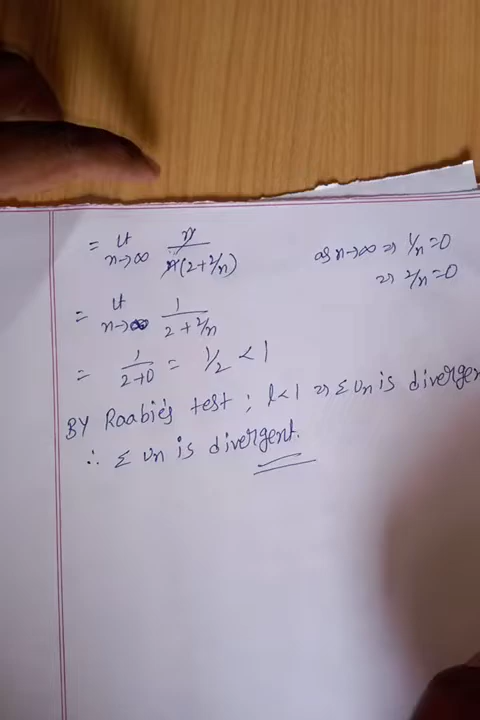 = lt n→∞ n/n(2+2/n) as n→∞ ⇒ 1/n=0
⇒ 2/n=0
= lt n→∞ 1/2+2/n
= 1/2+0 = 1/2 < 1
BY Raabie's test ; l<1 ⇒ Σ un is diverge
∴ Σ un is divergent.